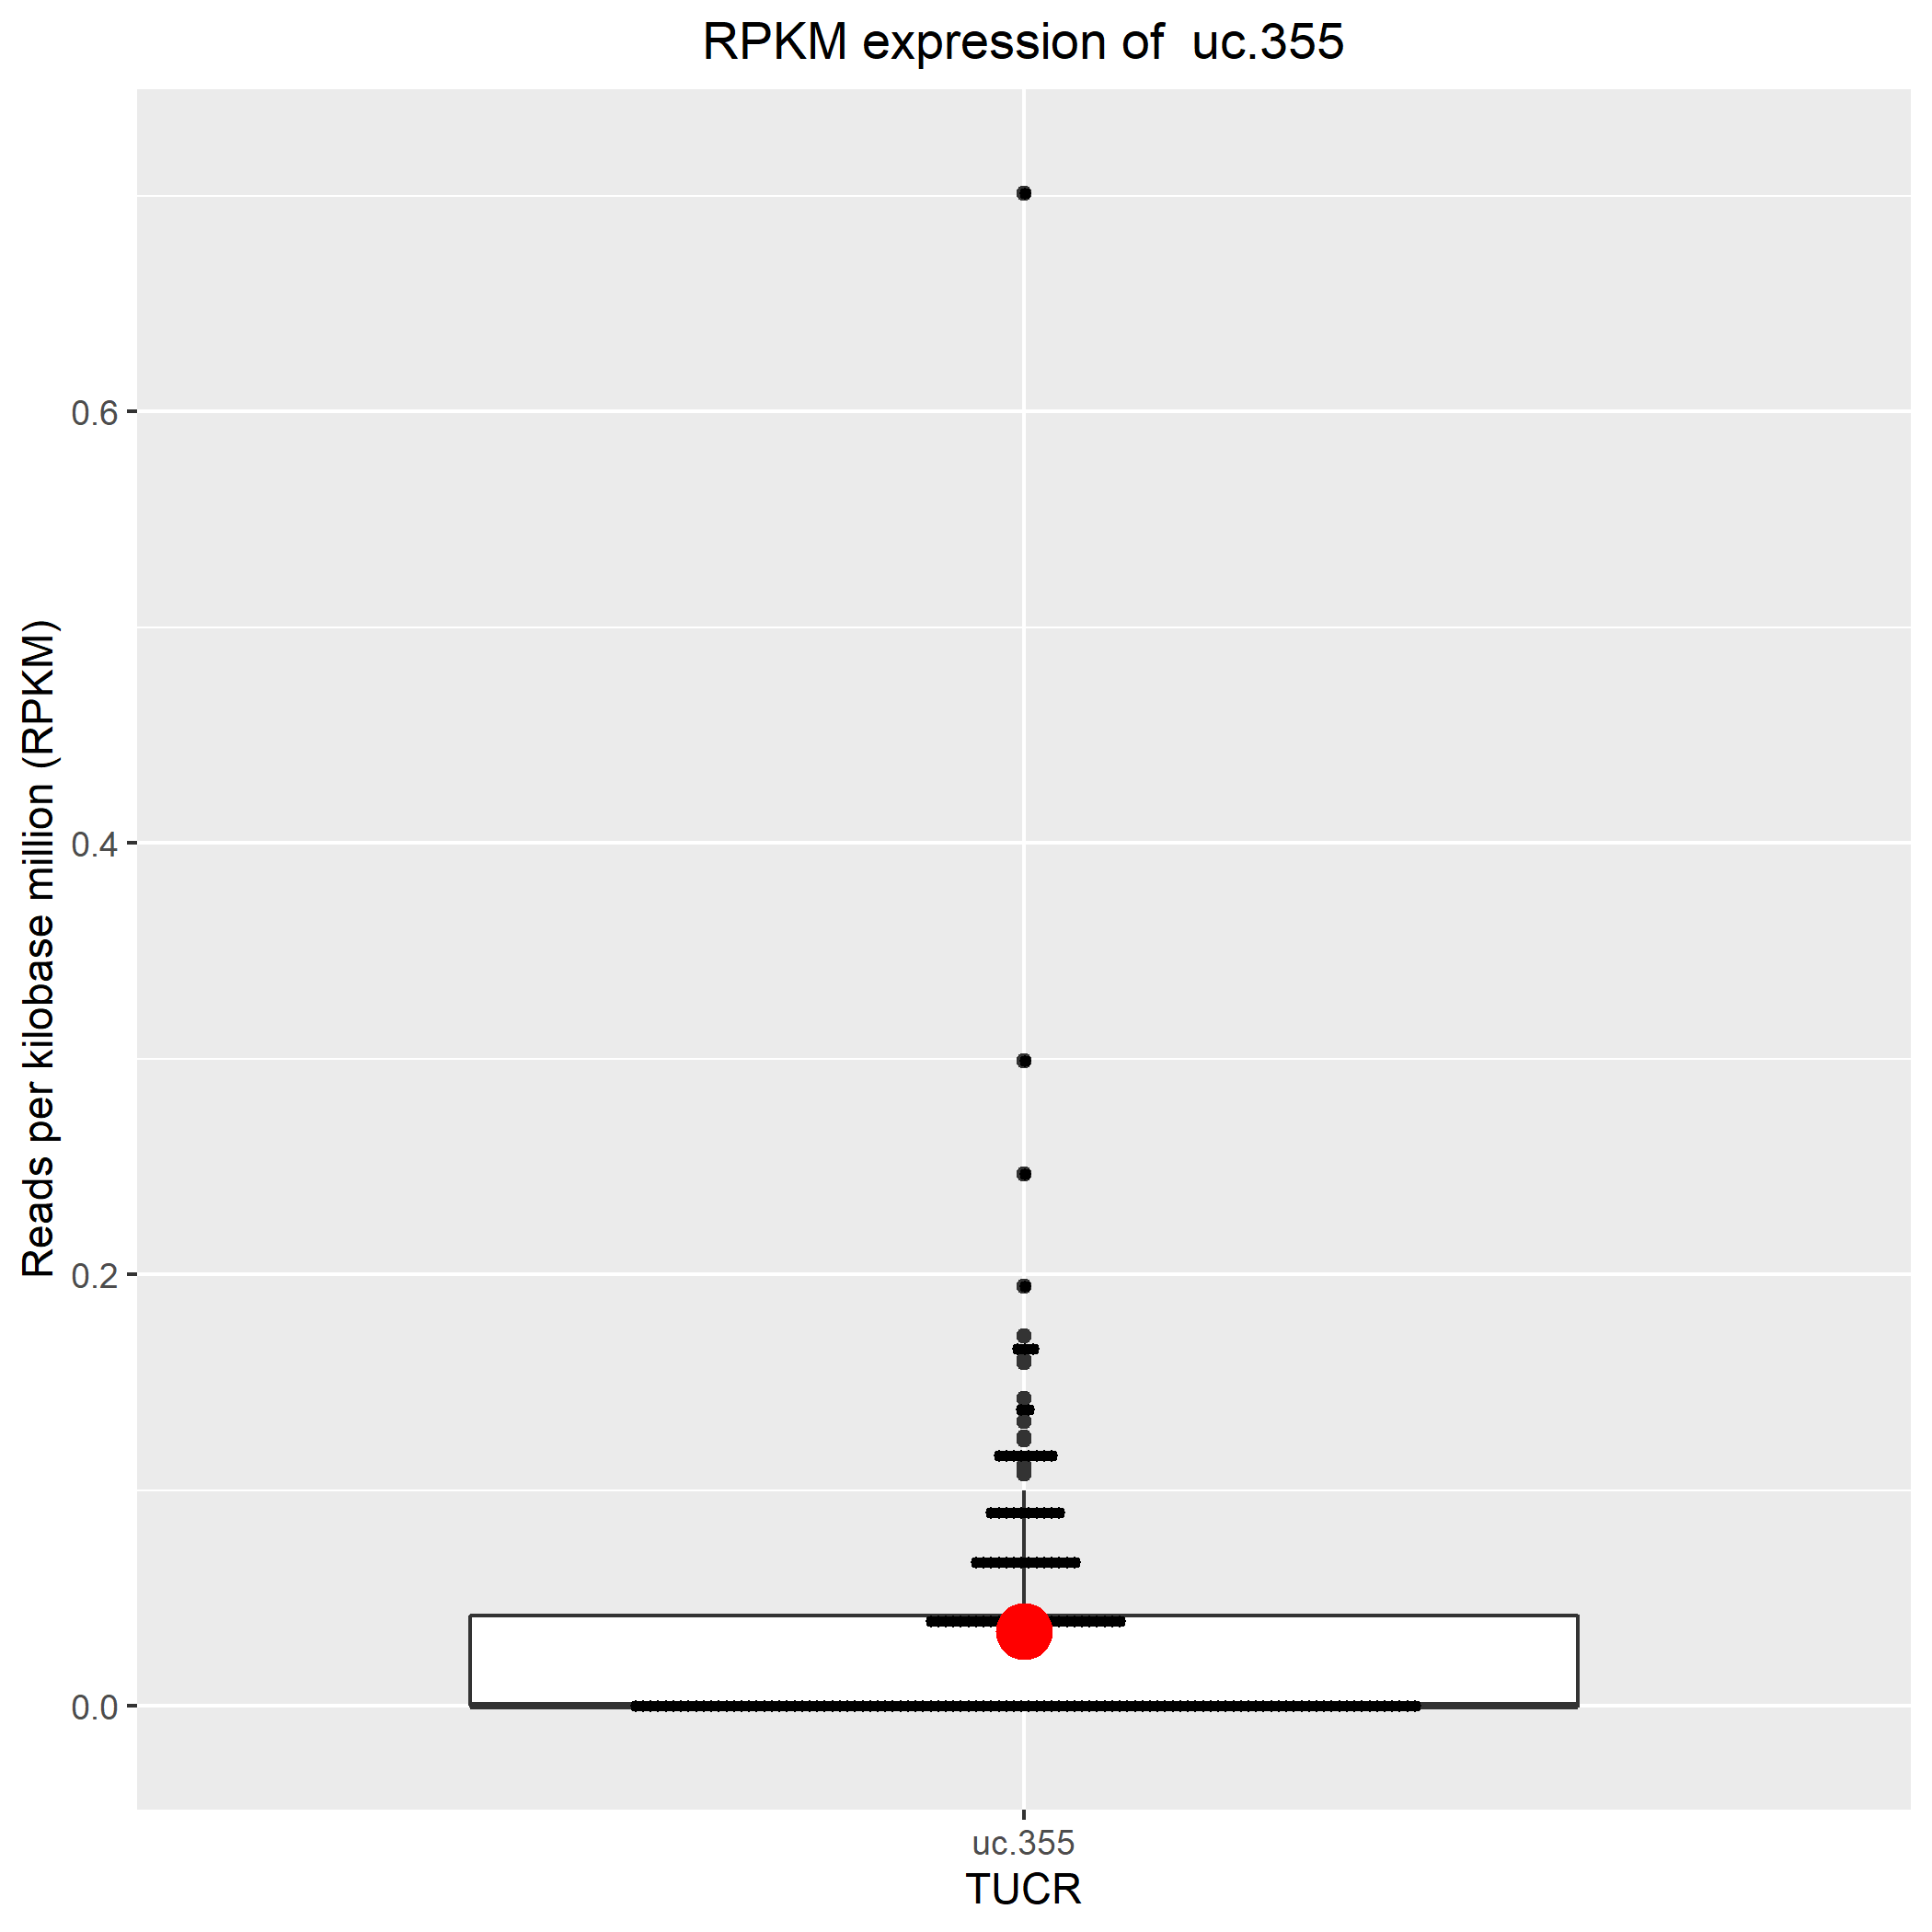 RPKM expression of  uc.355
Reads per kilobase million (RPKM)
0.6
0.4
0.2
0.0
uc.355
TUCR